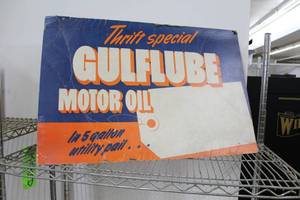 Thrift special
GULFLUBE
MOTOR OIL
In 5 gallon
utility pail . . .